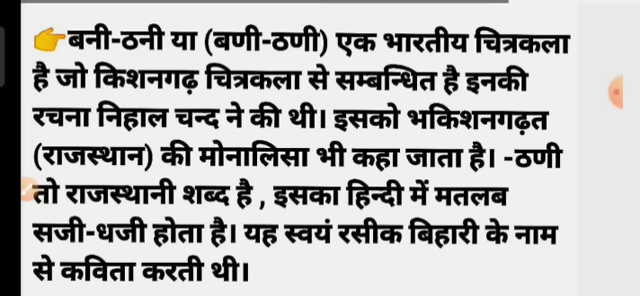 👉बनी-ठनी या (बणी-ठणी) एक भारतीय चित्रकला
है जो किशनगढ़ चित्रकला से सम्बन्धित है इनकी
रचना निहाल चन्द ने की थी। इसको भकिशनगढ़त
(राजस्थान) की मोनालिसा भी कहा जाता है। -ठणी
तो राजस्थानी शब्द है , इसका हिन्दी में मतलब
सजी-धजी होता है। यह स्वयं रसीक बिहारी के नाम
से कविता करती थी।